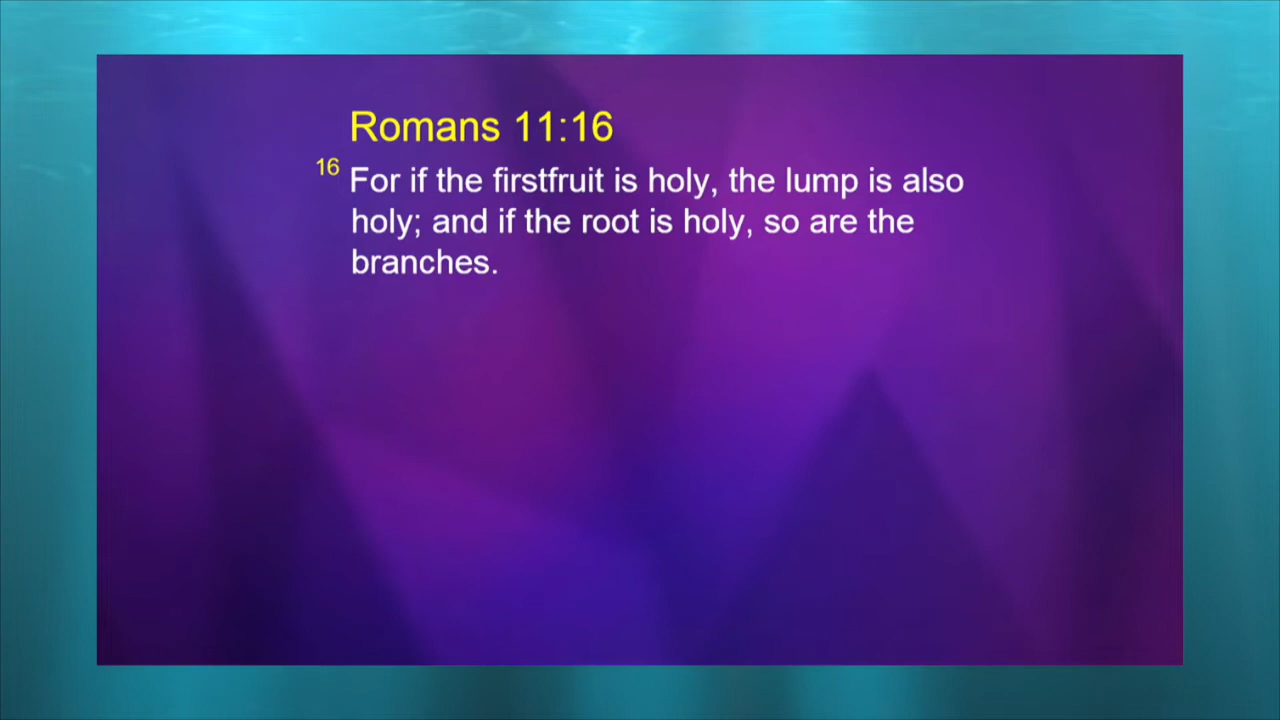 Romans 11:16
16 For if the firstfruit is holy, the lump is also
holy; and if the root is holy, so are the
branches.